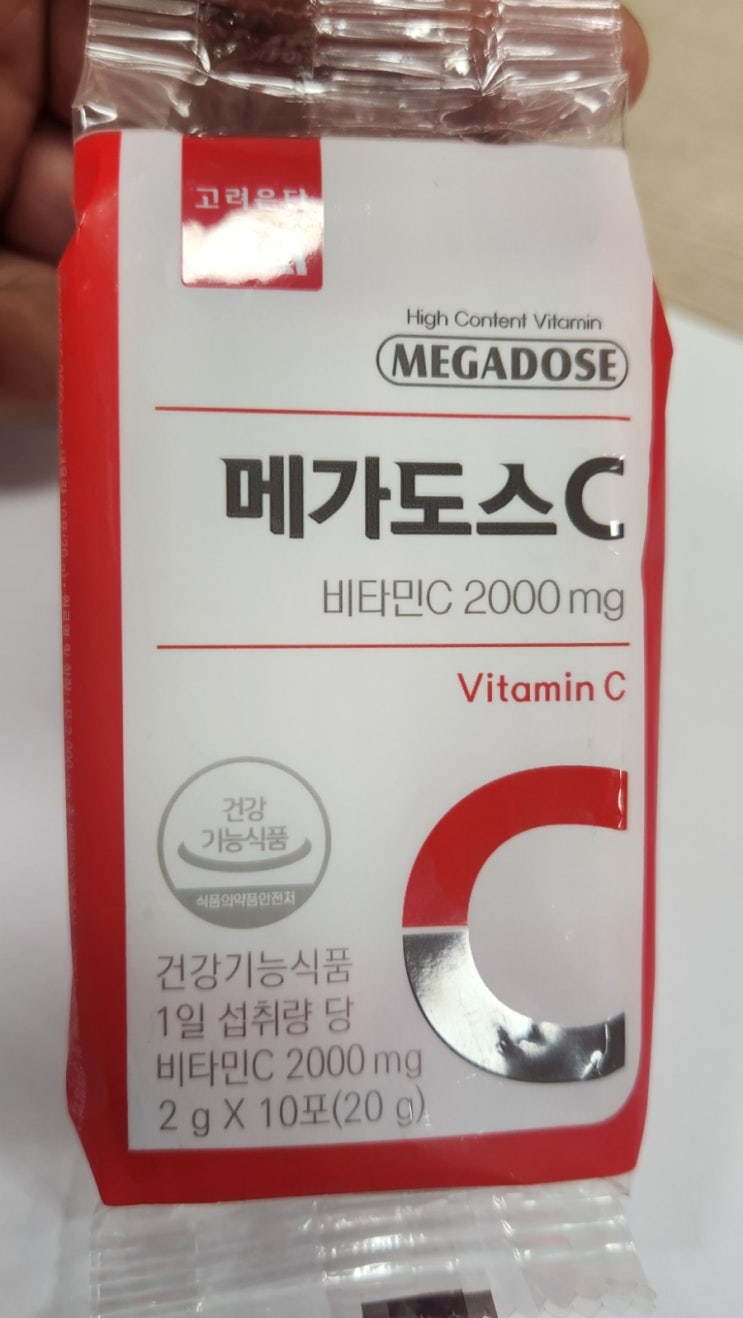 고려은단
High Content Vitamin
MEGADOSE
메가도스C
비타민C 2000 mg
Vitamin C
건강
기능식품
식품의약품안전처
C
건강기능식품
1일 섭취량 당
비타민C 2000 mg
2 g X 10포(20 g)